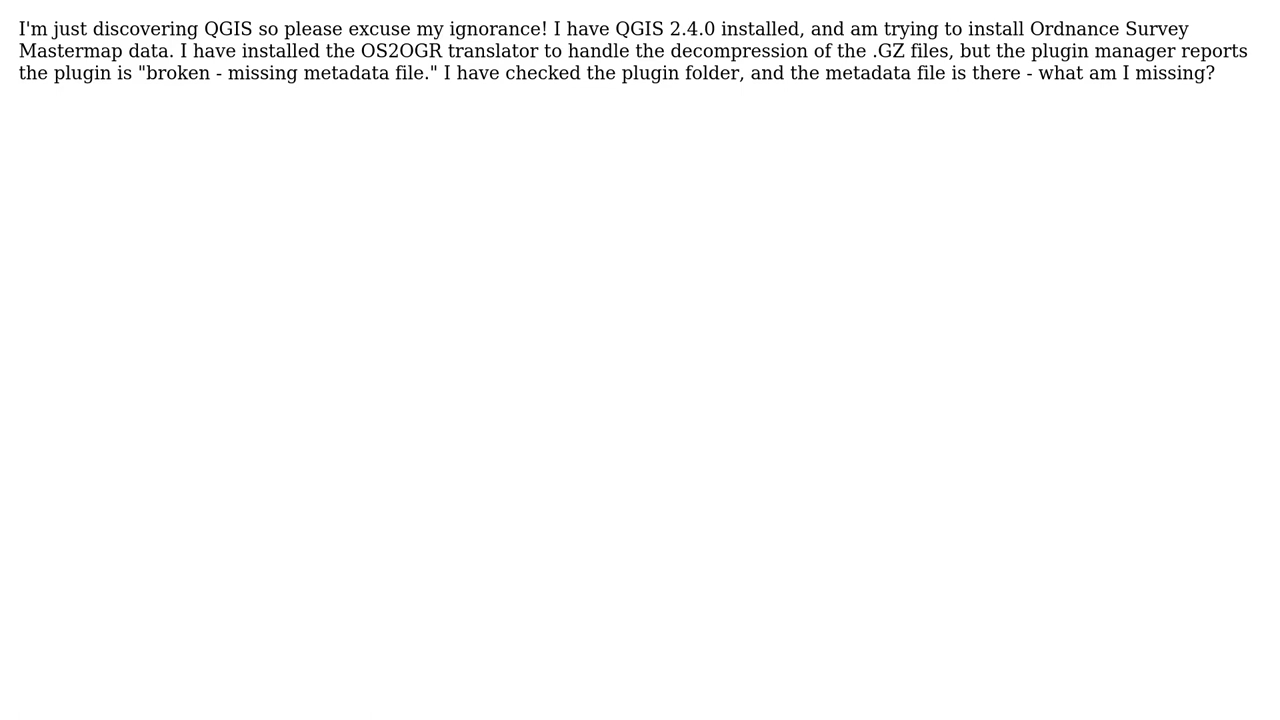 I'm just discovering QGIS so please excuse my ignorance! I have QGIS 2.4.0 installed, and am trying to install Ordnance Survey
Mastermap data. I have installed the OS2OGR translator to handle the decompression of the .GZ files, but the plugin manager reports
the plugin is "broken - missing metadata file." I have checked the plugin folder, and the metadata file is there - what am I missing?